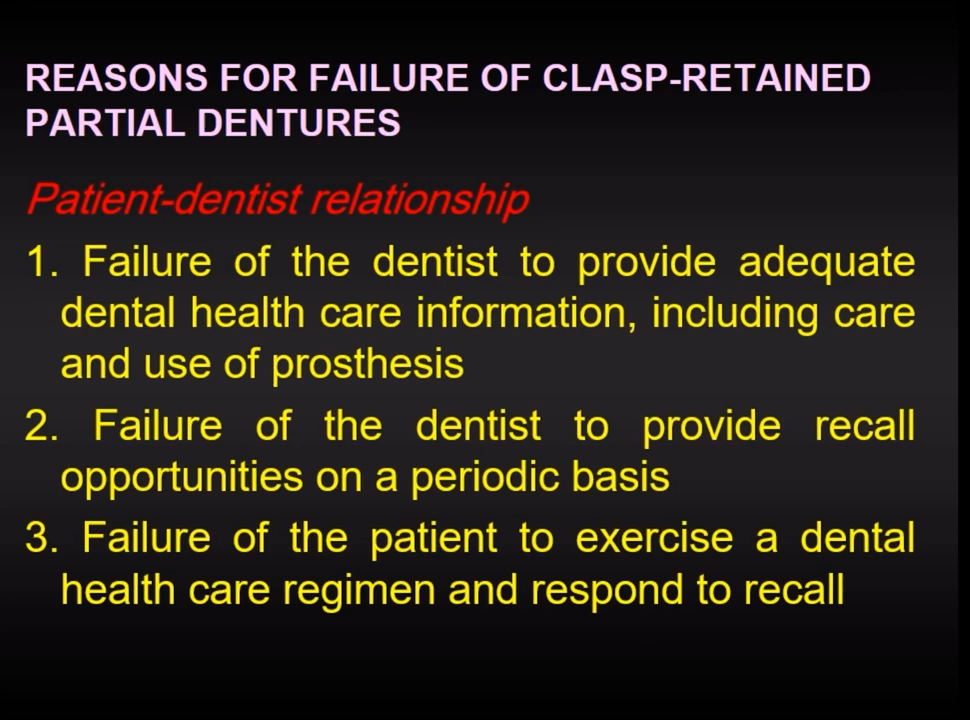 REASONS FOR FAILURE OF CLASP-RETAINED
PARTIAL DENTURES
Patient-dentist relationship
1. Failure of the dentist to provide adequate
dental health care information, including care
and use of prosthesis
2. Failure of the dentist to provide recall
opportunities on a periodic basis
3. Failure of the patient to exercise a dental
health care regimen and respond to recall